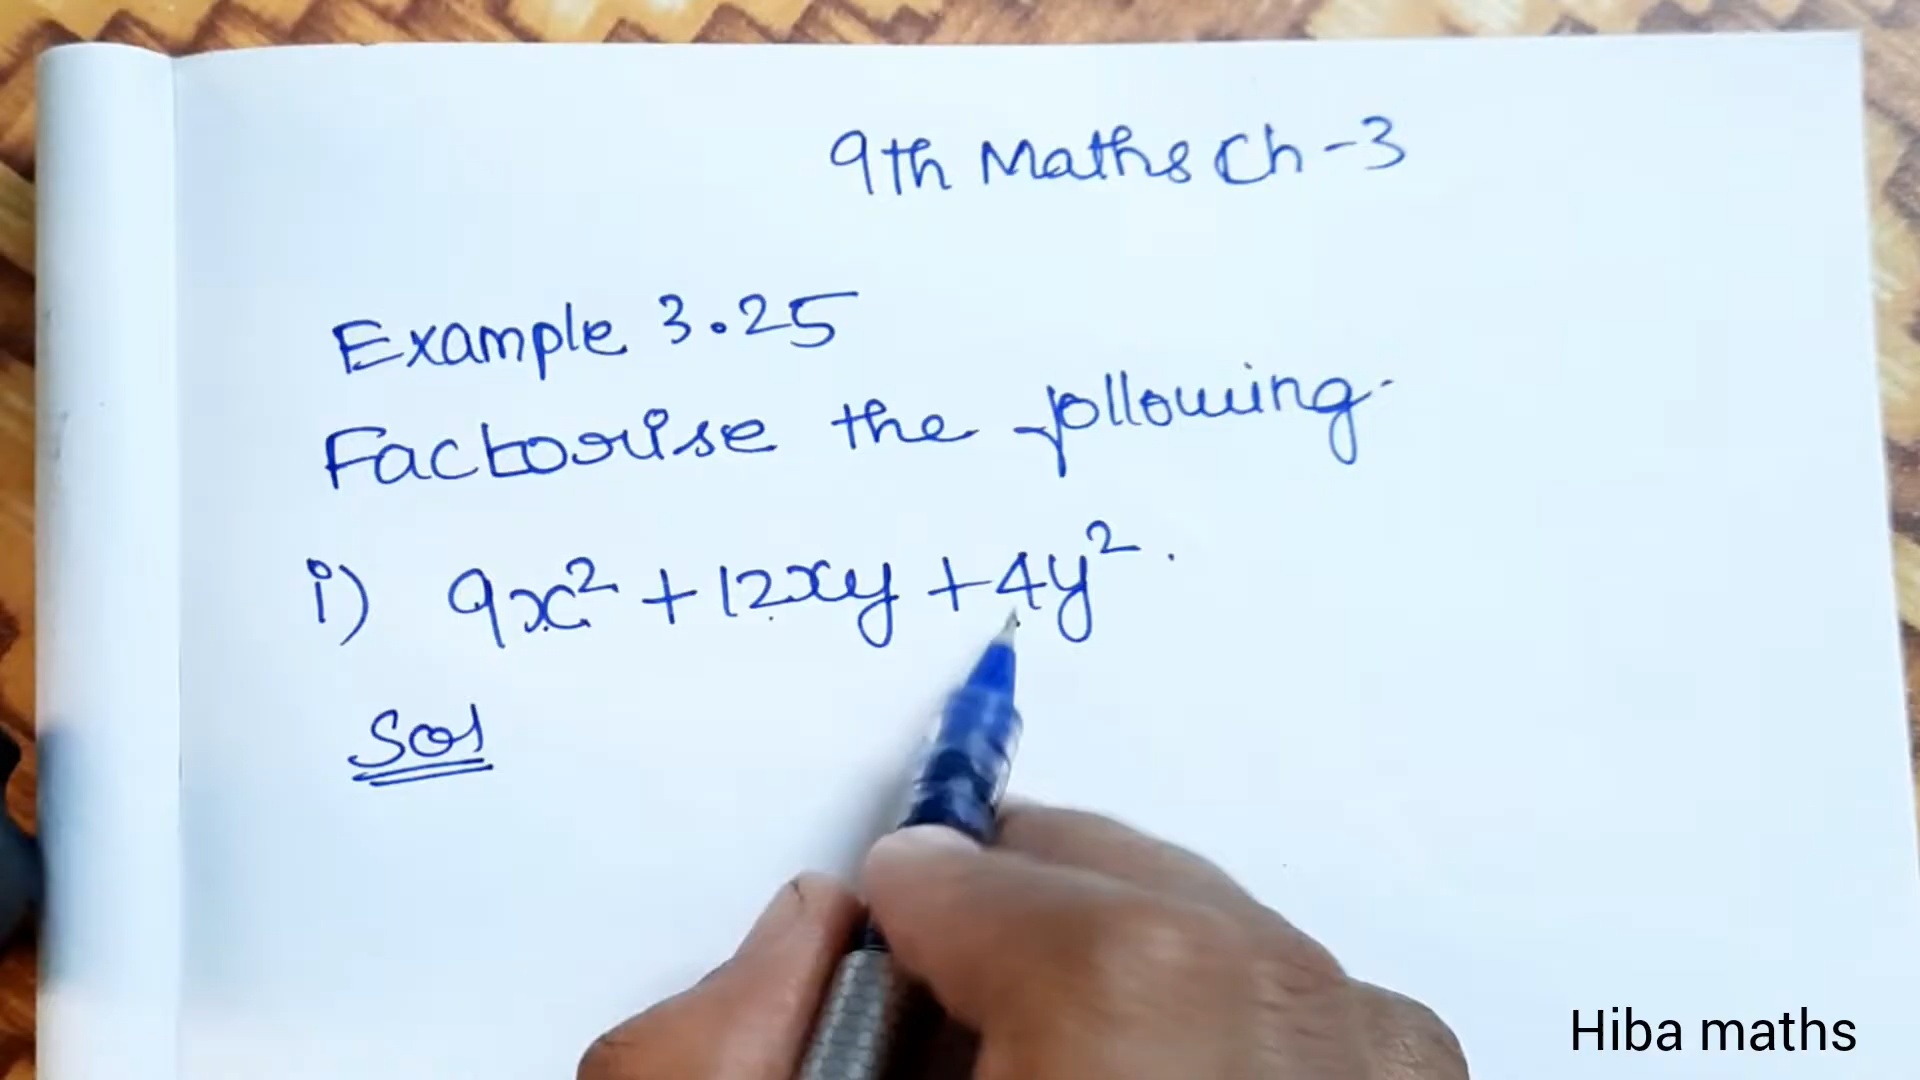 9th Maths Ch-3
Example 3.25
Factorise the following.
i) 9x² + 12xy + 4y².
Sol
Hiba maths